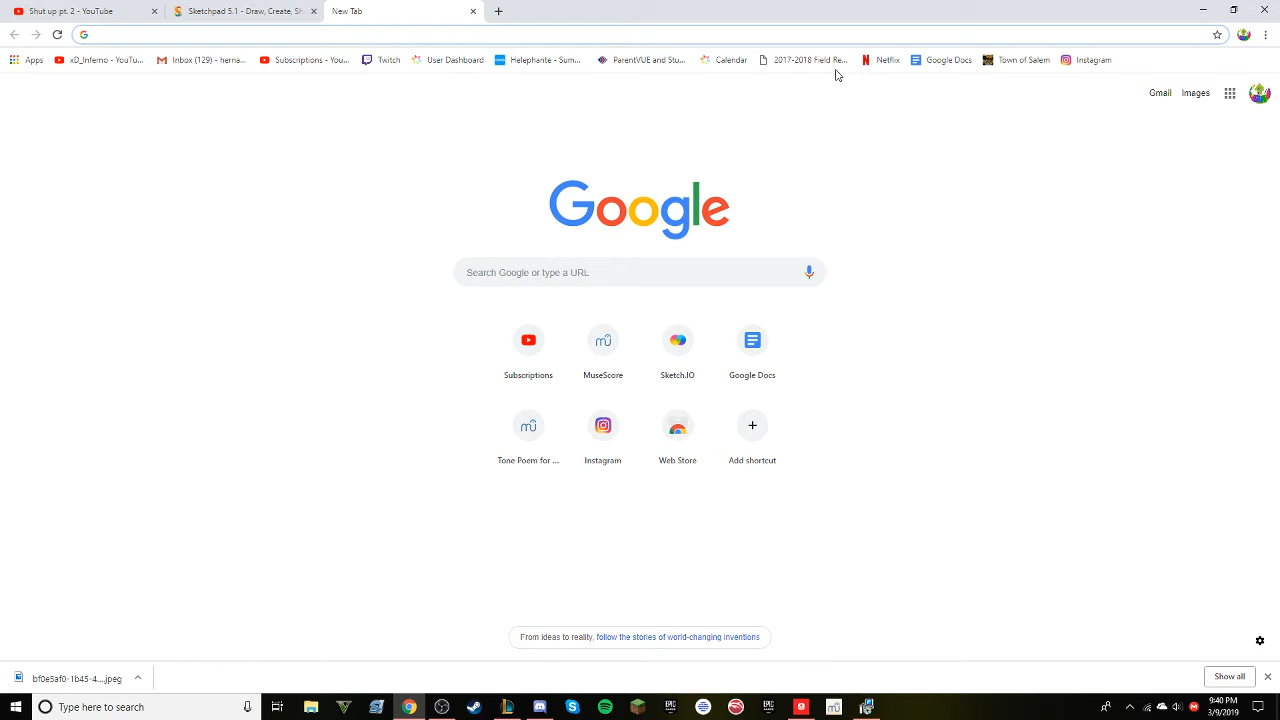 Shut up pt. 2 - YouTube
Sketchpad 5.1 - Draw, Create, Sh
New Tab
Apps
xD_Inferno - YouTu...
Inbox (129) - herna...
Subscriptions - You...
Twitch
User Dashboard
Helephante - Sum...
ParentVUE and Stu...
Calendar
2017-2018 Field Re...
Netflix
Google Docs
Town of Salem
Instagram
Gmail
Images
Google
Search Google or type a URL
Subscriptions
MuseScore
Sketch.IO
Google Docs
Tone Poem for ...
Instagram
Web Store
Add shortcut
From ideas to reality, follow the stories of world-changing inventions
bf0e5af0-1b45-4....jpeg
Show all
Type here to search
9:40 PM
3/9/2019